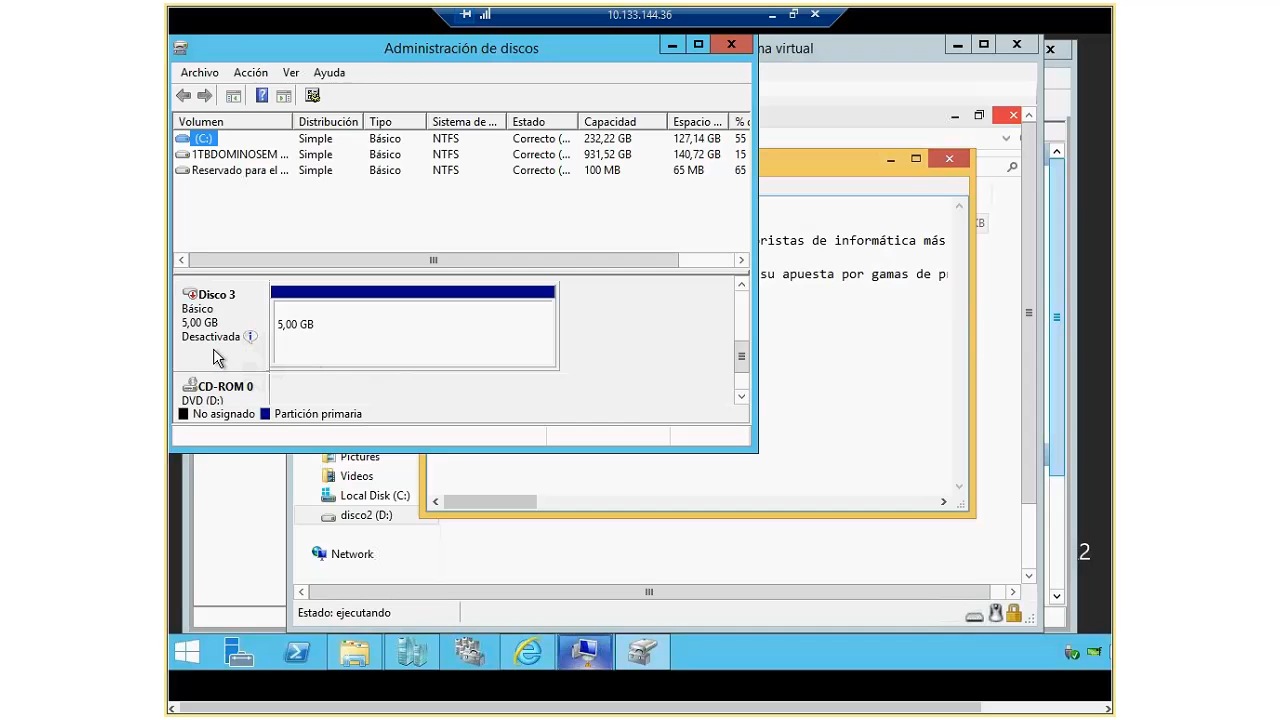 10.133.144.36
Administración de discos
ma virtual
Archivo Acción Ver Ayuda
Volumen Distribución Tipo Sistema de ... Estado Capacidad Espacio ...
(C:) Simple Básico NTFS Correcto (... 232,22 GB 127,14 GB 55
1TBDOMINOSEM ... Simple Básico NTFS Correcto (... 931,52 GB 140,72 GB 15
Reservado para el ... Simple Básico NTFS Correcto (... 100 MB 65 MB 65
informática más
su apuesta por gamas de
Disco 3
Básico
5,00 GB
Desactivada
5,00 GB
CD-ROM 0
DVD (D:)
No asignado Partición primaria
Pictures
Videos
Local Disk (C:)
disco2 (D:)
Network
Estado: ejecutando